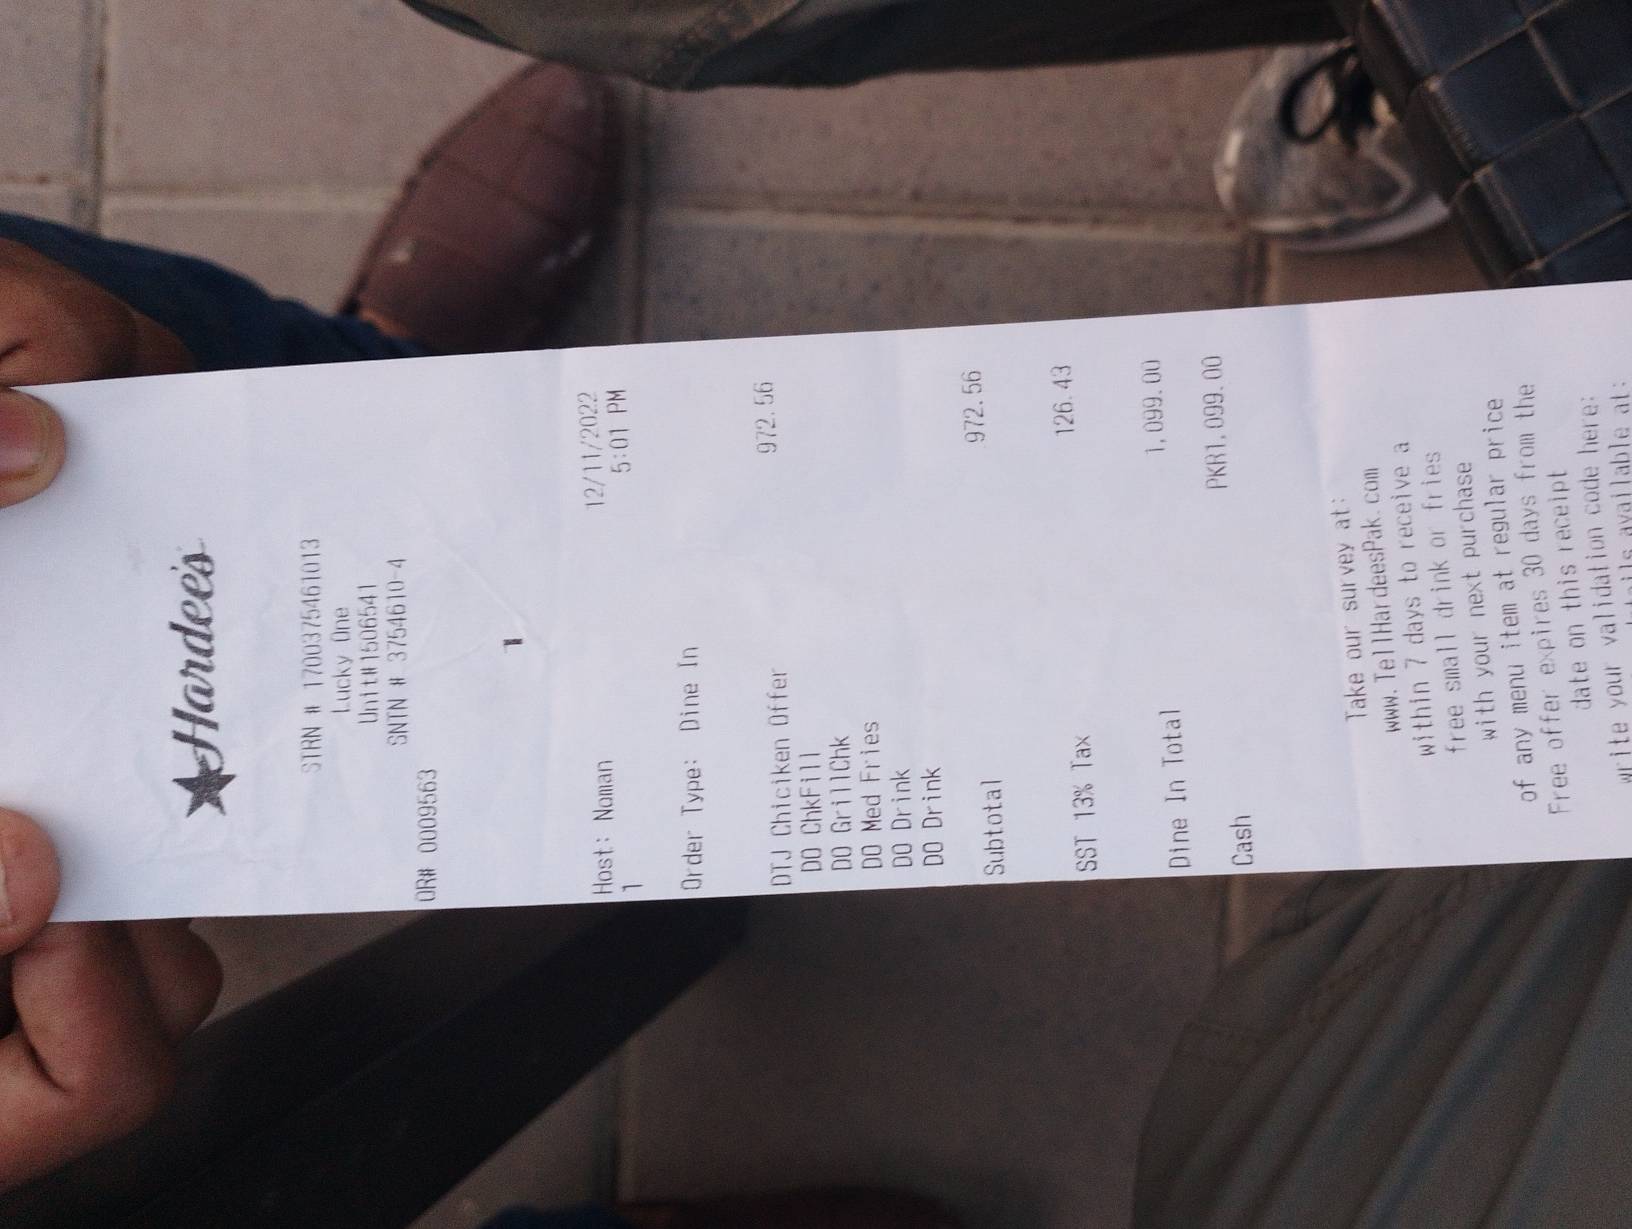 Hardee's
STRN # 1700375461013
Lucky One
Unit#1506541
SNTN # 3754610-4
OR# 0009563
1
Host: Noman 12/11/2022
1 5:01 PM
Order Type: Dine In
DTJ Chiciken Offer 972.56
DO ChkFill
DO GrillChk
DO Med Fries
DO Drink
DO Drink
Subtotal 972.56
SST 13% Tax 126.43
Dine In Total 1,099.00
Cash PKR1,099.00
Take our survey at:
www.TellHardeesPak.com
within 7 days to receive a
free small drink or fries
with your next purchase
of any menu item at regular price
Free offer expires 30 days from the
date on this receipt
write your validation code here:
available at: